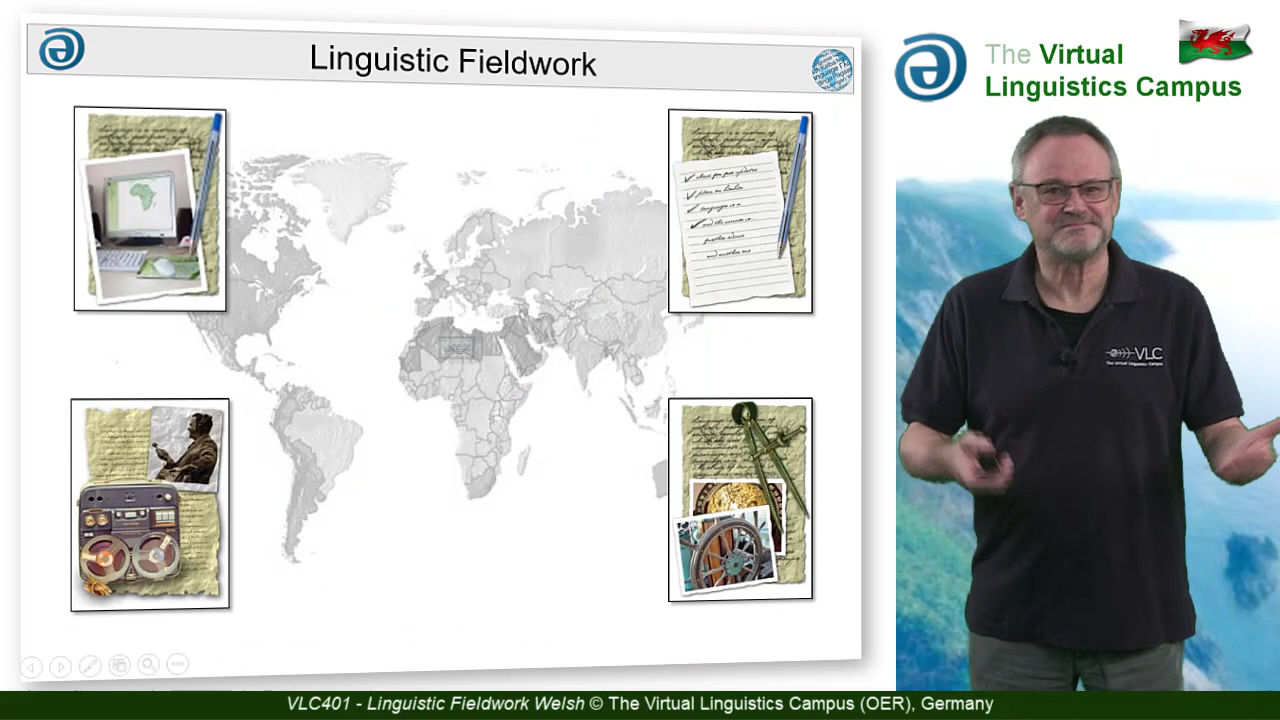 Linguistic Fieldwork
The Virtual
Linguistics Campus
VLC
The Virtual Linguistics Campus
VLC401 - Linguistic Fieldwork Welsh © The Virtual Linguistics Campus (OER), Germany